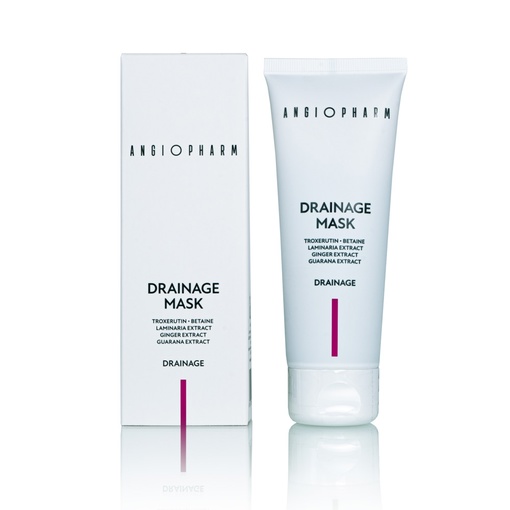 ANGIOPHARM
DRAINAGE
MASK
TROXERUTIN • BETAINE
LAMINARIA EXTRACT
GINGER EXTRACT
GUARANA EXTRACT
DRAINAGE
ANGIOPHARM
DRAINAGE
MASK
TROXERUTIN • BETAINE
LAMINARIA EXTRACT
GINGER EXTRACT
GUARANA EXTRACT
DRAINAGE